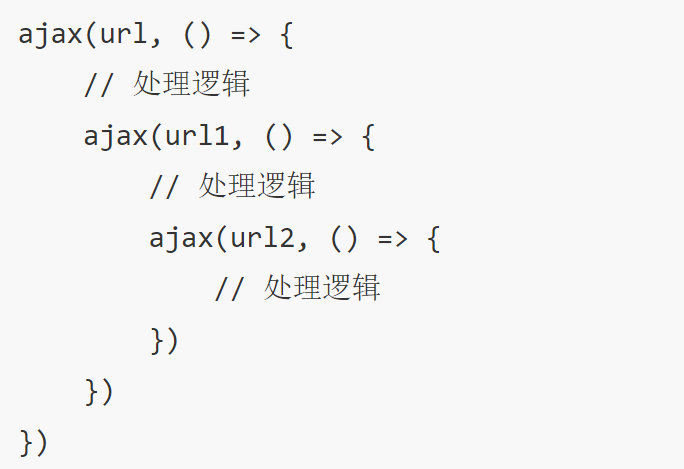 ajax(url, () => {
    // 处理逻辑
    ajax(url1, () => {
        // 处理逻辑
        ajax(url2, () => {
            // 处理逻辑
        })
    })
})